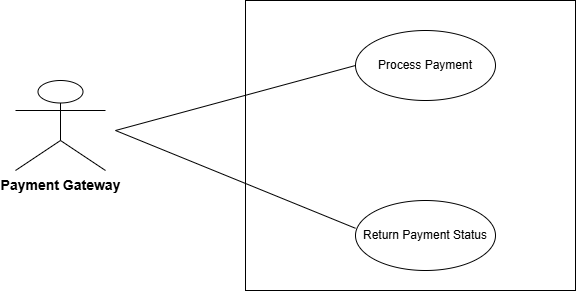 Process Payment
Payment Gateway
Return Payment Status